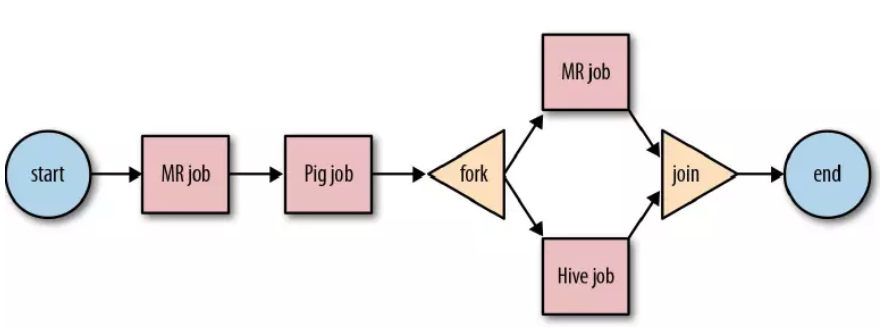 start
MR job
Pig job
fork
MR job
Hive job
join
end